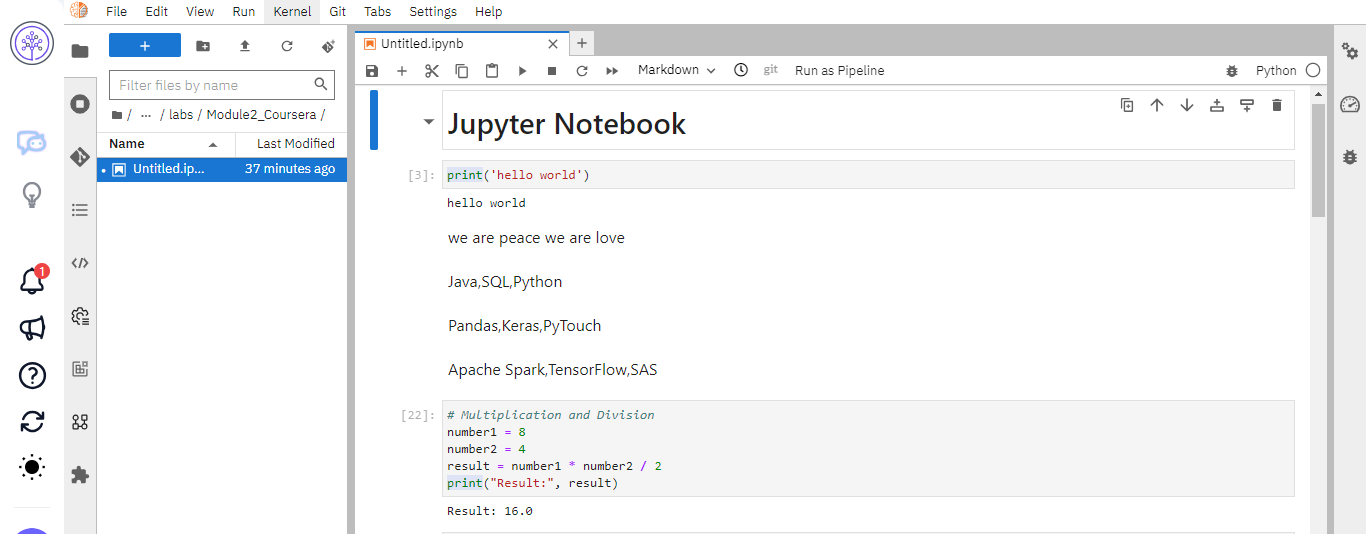 File Edit View Run Kernel Git Tabs Settings Help
+
Filter files by name
/ ... / labs / Module2_Coursera /
Name Last Modified
Untitled.ip... 37 minutes ago
1
Untitled.ipynb
Markdown git Run as Pipeline Python
Jupyter Notebook
[3]: print('hello world')
hello world
we are peace we are love
Java,SQL,Python
Pandas,Keras,PyTouch
Apache Spark,TensorFlow,SAS
[22]: # Multiplication and Division
number1 = 8
number2 = 4
result = number1 * number2 / 2
print("Result:", result)
Result: 16.0